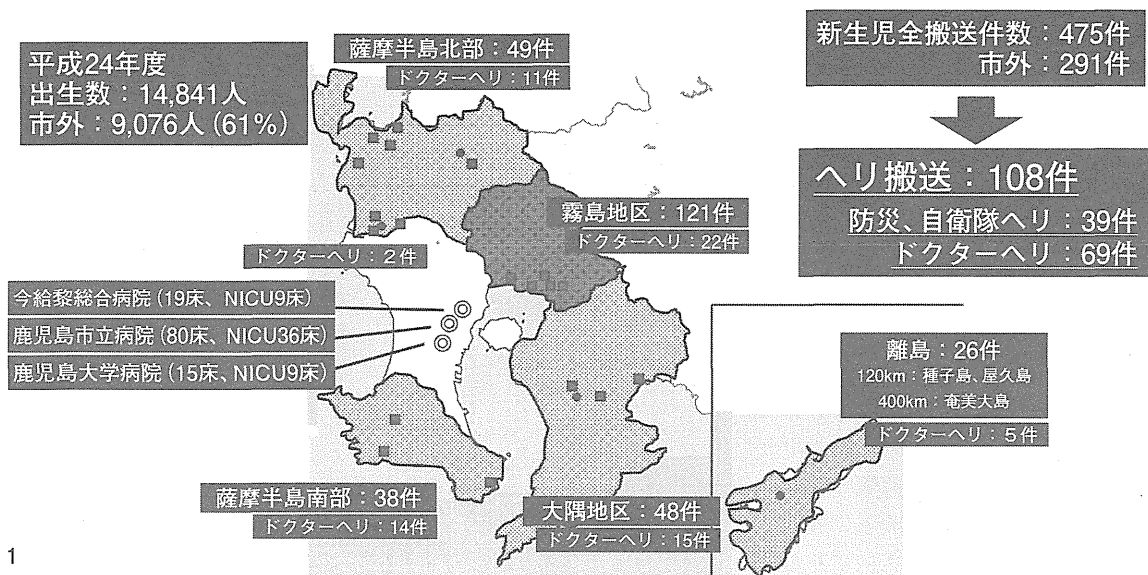 平成24年度
出生数：14,841人
市外：9,076人(61%)
薩摩半島北部：49件
ドクターヘリ：11件
新生児全搬送件数：475件
市外：291件
ヘリ搬送：108件
防災、自衛隊ヘリ：39件
ドクターヘリ：69件
霧島地区：121件
ドクターヘリ：22件
ドクターヘリ：2件
今給黎総合病院(19床、NICU9床)
鹿児島市立病院(80床、NICU36床)
鹿児島大学病院(15床、NICU9床)
離島：26件
120km：種子島、屋久島
400km：奄美大島
ドクターヘリ：5件
薩摩半島南部：38件
ドクターヘリ：14件
大隅地区：48件
ドクターヘリ：15件
1